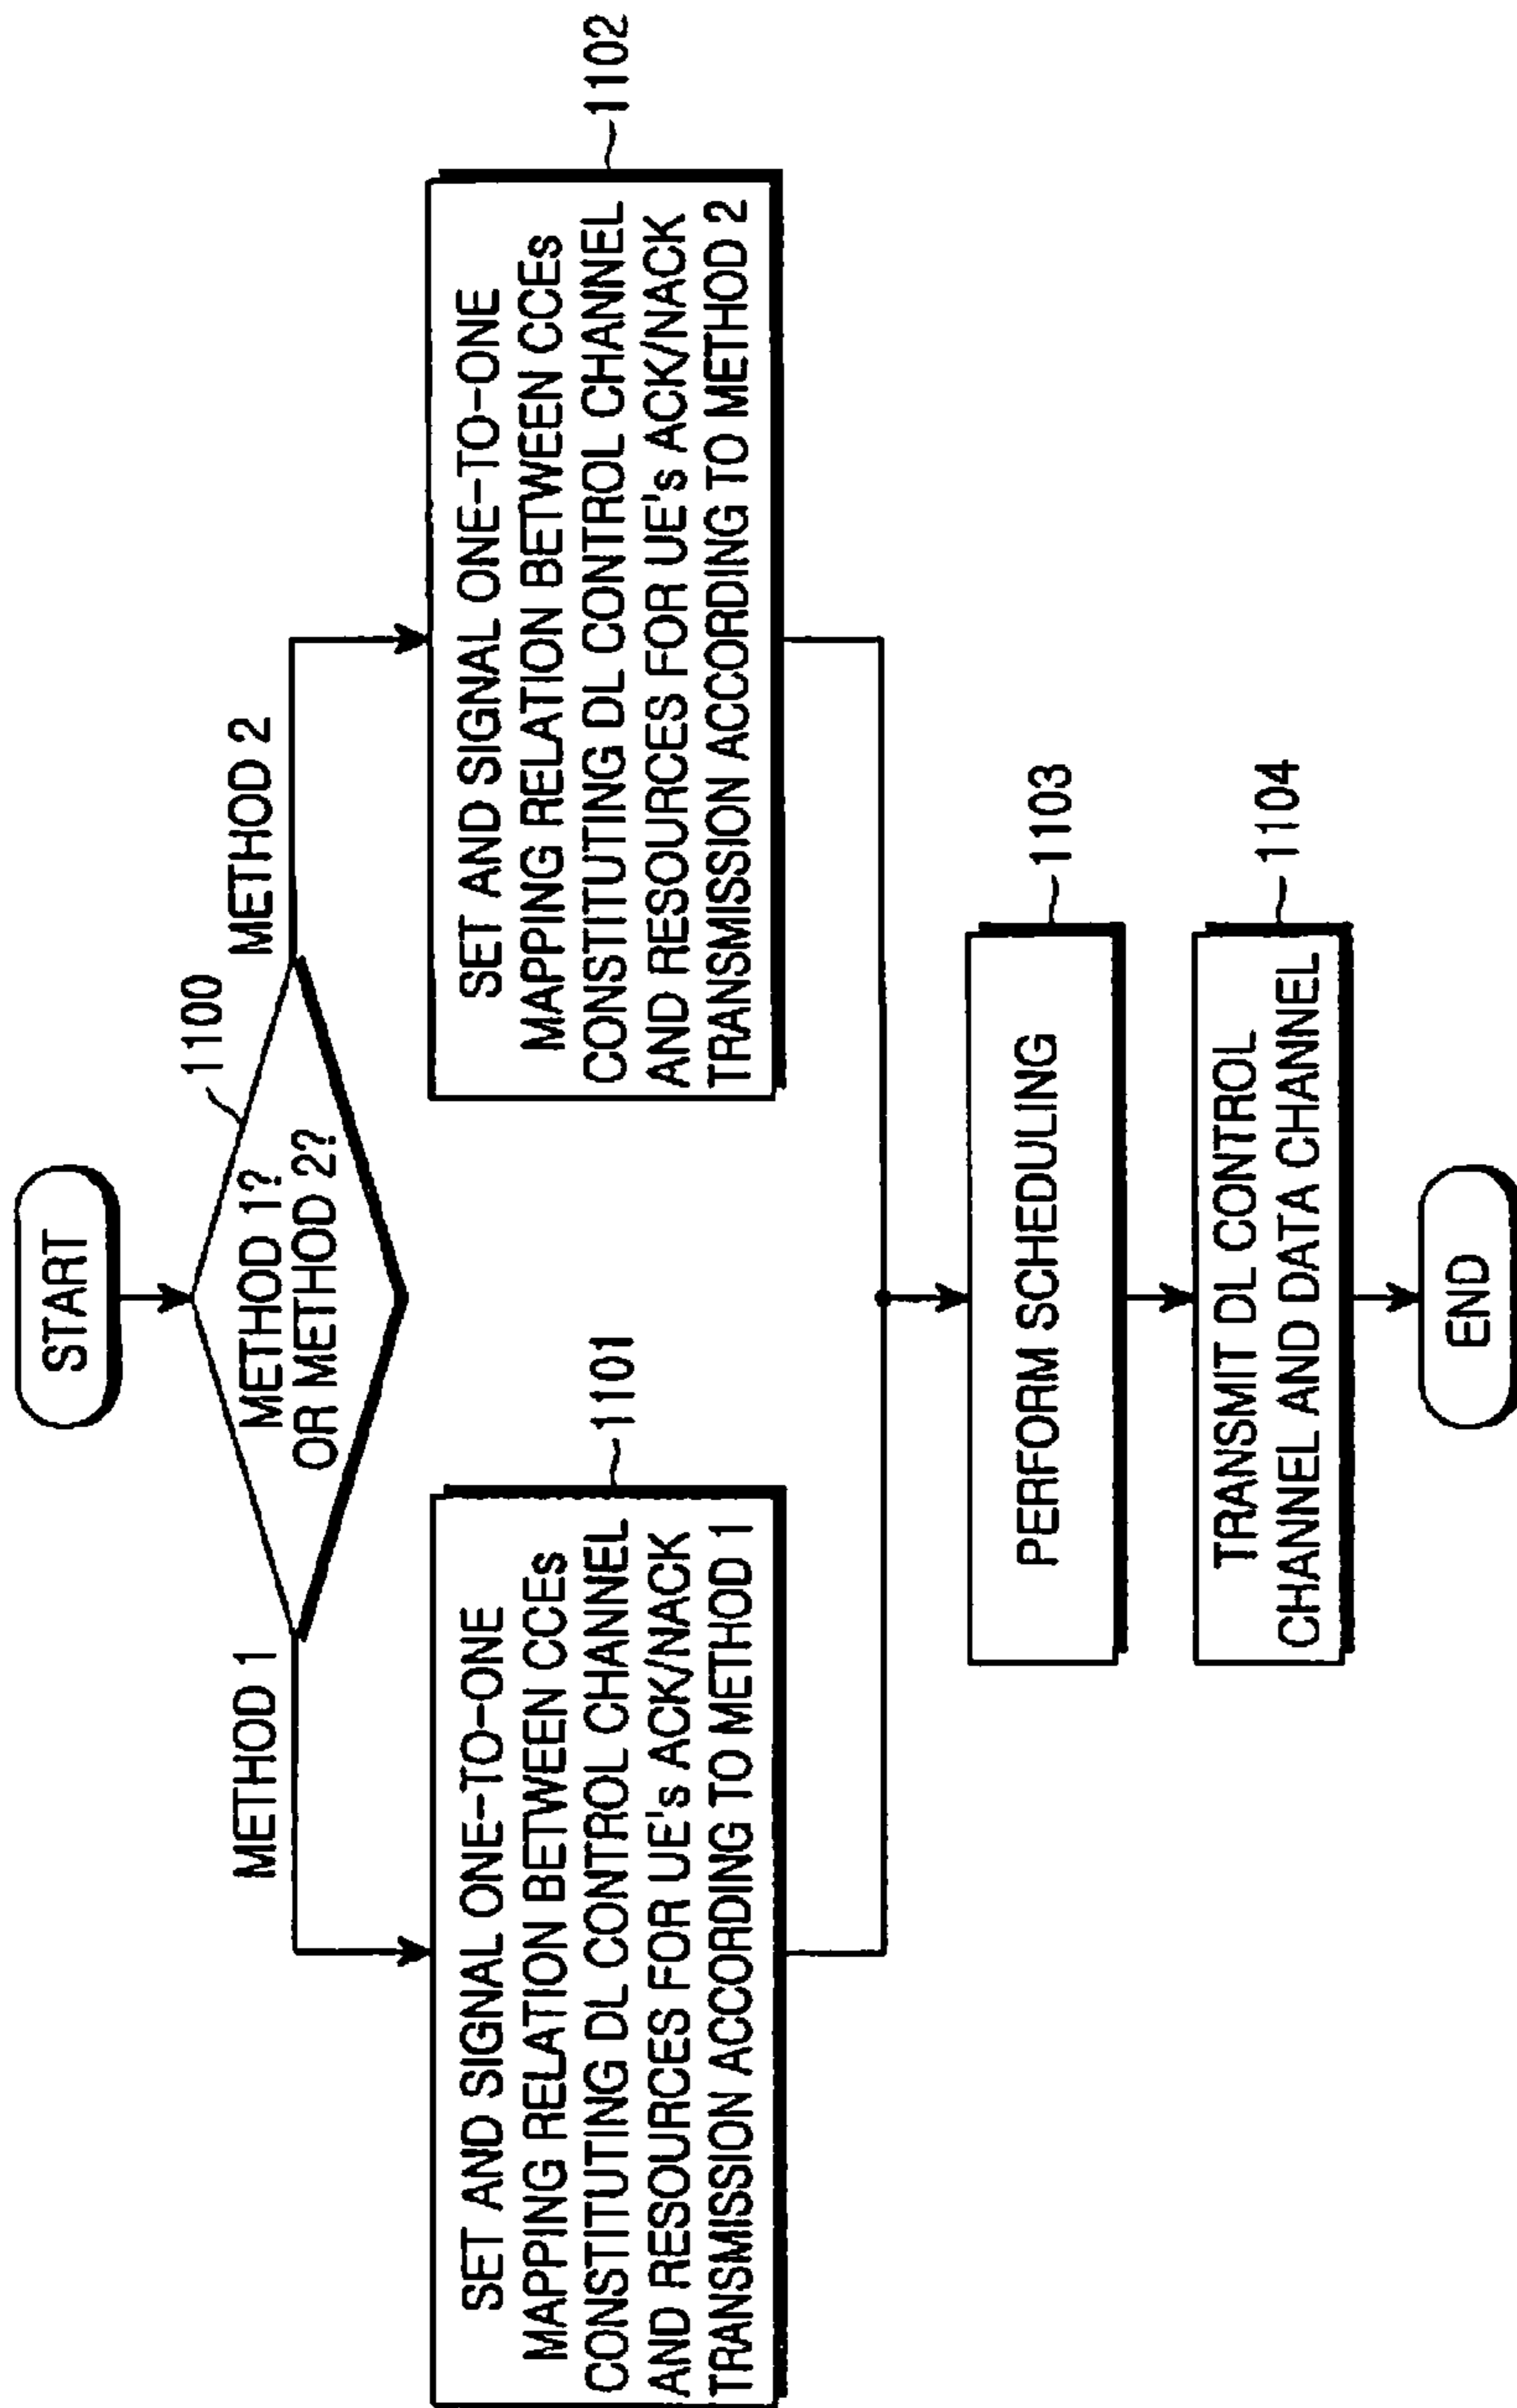 START
1100
METHOD 1?
OR METHOD 2?
METHOD 1
METHOD 2
1101
SET AND SIGNAL ONE-TO-ONE
MAPPING RELATION BETWEEN CCEs
CONSTITUTING DL CONTROL CHANNEL
AND RESOURCES FOR UE's ACK/NACK
TRANSMISSION ACCORDING TO METHOD 1
1102
SET AND SIGNAL ONE-TO-ONE
MAPPING RELATION BETWEEN CCEs
CONSTITUTING DL CONTROL CHANNEL
AND RESOURCES FOR UE's ACK/NACK
TRANSMISSION ACCORDING TO METHOD 2
1103
PERFORM SCHEDULING
1104
TRANSMIT DL CONTROL
CHANNEL AND DATA CHANNEL
END